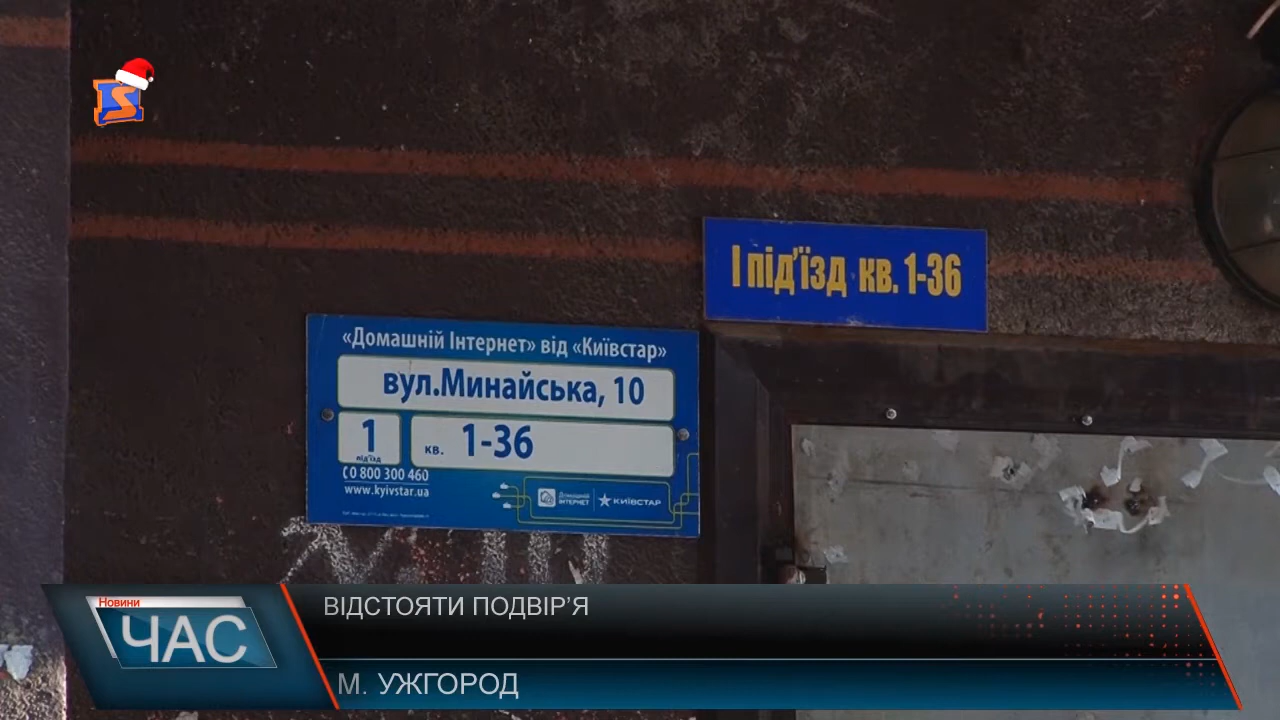 І під'їзд кв. 1-36
«Домашній Інтернет» від «Київстар»
вул.Минайська, 10
1
під'їзд
кв. 1-36
0 800 300 460
www.kyivstar.ua
Домашній
ІНТЕРНЕТ
КИЇВСТАР
Новини
ЧАС
ВІДСТОЯТИ ПОДВІР’Я
М. УЖГОРОД